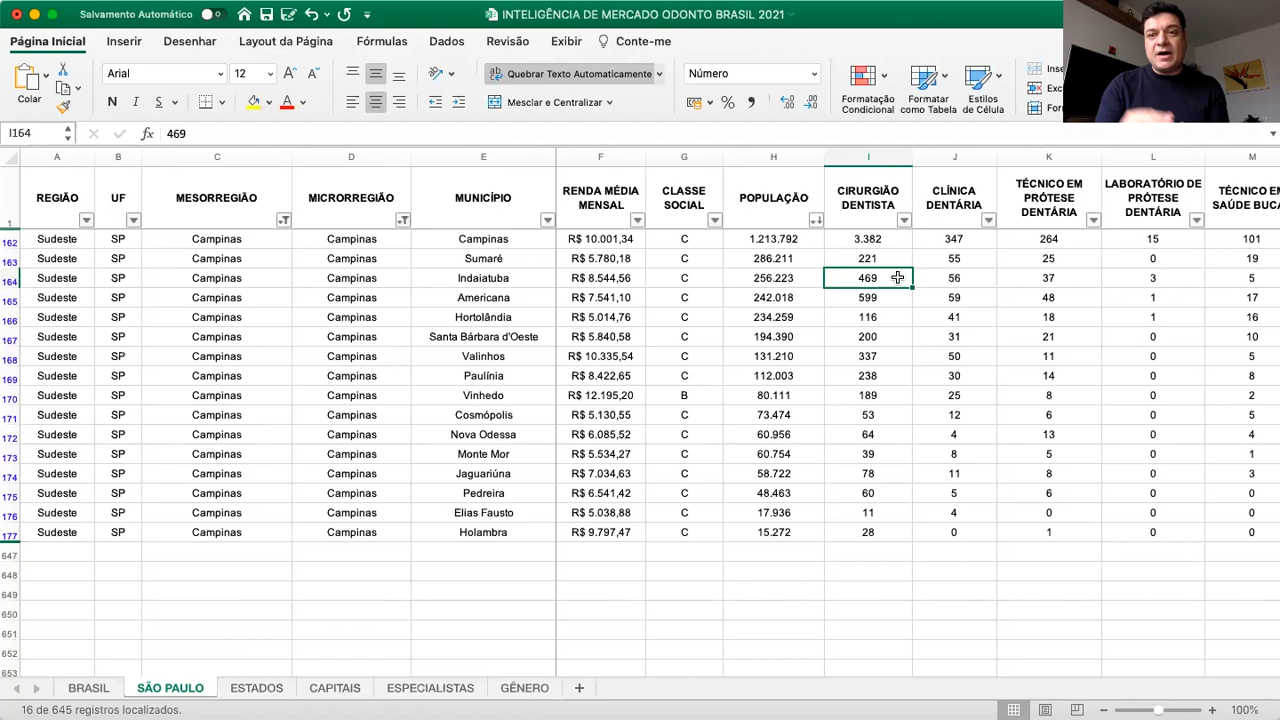 Salvamento Automático
INTELIGÊNCIA DE MERCADO ODONTO BRASIL 2021
Página Inicial Inserir Desenhar Layout da Página Fórmulas Dados Revisão Exibir Conte-me
Colar
Arial 12
Quebrar Texto Automaticamente
Número
N I S A
Mesclar e Centralizar
%
Formatação Condicional
Formatar como Tabela
Estilos de Célula
I164 fx 469
A B C D E F G H I J K L M
1 REGIÃO UF MESORREGIÃO MICRORREGIÃO MUNICÍPIO RENDA MÉDIA MENSAL CLASSE SOCIAL POPULAÇÃO CIRURGIÃO DENTISTA CLÍNICA DENTÁRIA TÉCNICO EM PRÓTESE DENTÁRIA LABORATÓRIO DE PRÓTESE DENTÁRIA TÉCNICO EM SAÚDE BUCA
162 Sudeste SP Campinas Campinas Campinas R$ 10.001,34 C 1.213.792 3.382 347 264 15 101
163 Sudeste SP Campinas Campinas Sumaré R$ 5.780,18 C 286.211 221 55 25 0 19
164 Sudeste SP Campinas Campinas Indaiatuba R$ 8.544,56 C 256.223 469 56 37 3 5
165 Sudeste SP Campinas Campinas Americana R$ 7.541,10 C 242.018 599 59 48 1 17
166 Sudeste SP Campinas Campinas Hortolândia R$ 5.014,76 C 234.259 116 41 18 1 16
167 Sudeste SP Campinas Campinas Santa Bárbara d'Oeste R$ 5.840,58 C 194.390 200 31 21 0 10
168 Sudeste SP Campinas Campinas Valinhos R$ 10.335,54 C 131.210 337 50 11 0 5
169 Sudeste SP Campinas Campinas Paulínia R$ 8.422,65 C 112.003 238 30 14 0 8
170 Sudeste SP Campinas Campinas Vinhedo R$ 12.195,20 B 80.111 189 25 8 0 2
171 Sudeste SP Campinas Campinas Cosmópolis R$ 5.130,55 C 73.474 53 12 6 0 5
172 Sudeste SP Campinas Campinas Nova Odessa R$ 6.085,52 C 60.956 64 4 13 0 4
173 Sudeste SP Campinas Campinas Monte Mor R$ 5.534,27 C 60.754 39 8 5 0 1
174 Sudeste SP Campinas Campinas Jaguariúna R$ 7.034,63 C 58.722 78 11 8 0 3
175 Sudeste SP Campinas Campinas Pedreira R$ 6.541,42 C 48.463 60 5 6 0 0
176 Sudeste SP Campinas Campinas Elias Fausto R$ 5.038,88 C 17.936 11 4 0 0 0
177 Sudeste SP Campinas Campinas Holambra R$ 9.797,47 C 15.272 28 0 1 0 0
647
648
649
650
651
652
653
BRASIL SÃO PAULO ESTADOS CAPITAIS ESPECIALISTAS GÊNERO
16 de 645 registros localizados. 100%